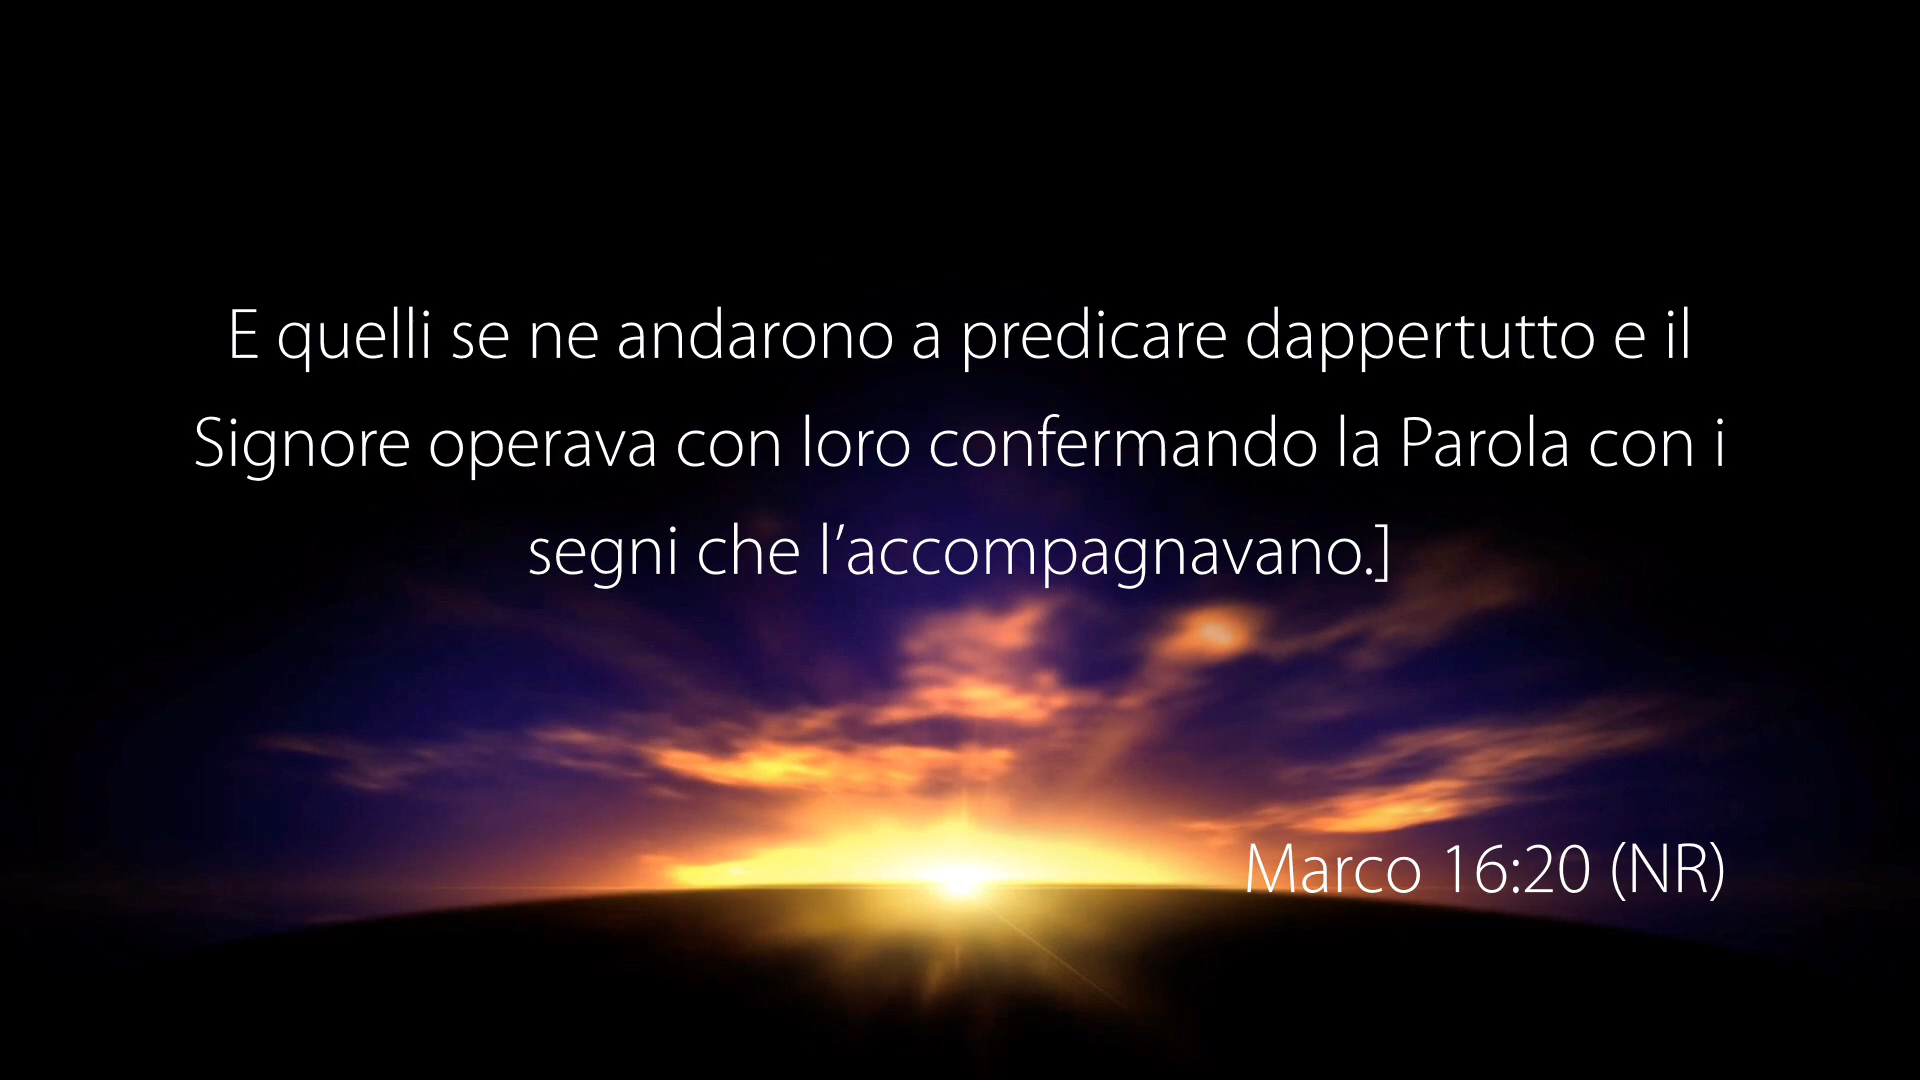 E quelli se ne andarono a predicare dappertutto e il
Signore operava con loro confermando la Parola con i
segni che l’accompagnavano.]
Marco 16:20 (NR)